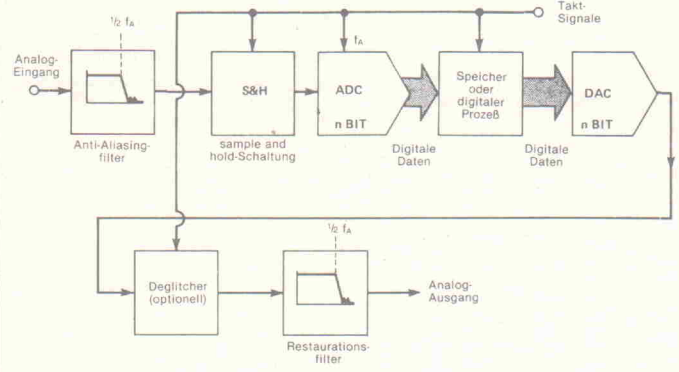 Takt-
Signale
½ fA
fA
Analog-
Eingang
S&H
ADC
n BIT
Speicher
oder
digitaler
Prozeß
DAC
n BIT
Anti-Aliasing-
filter
sample and
hold-Schaltung
Digitale
Daten
Digitale
Daten
½ fA
Deglitcher
(optionell)
Analog-
Ausgang
Restaurations-
filter